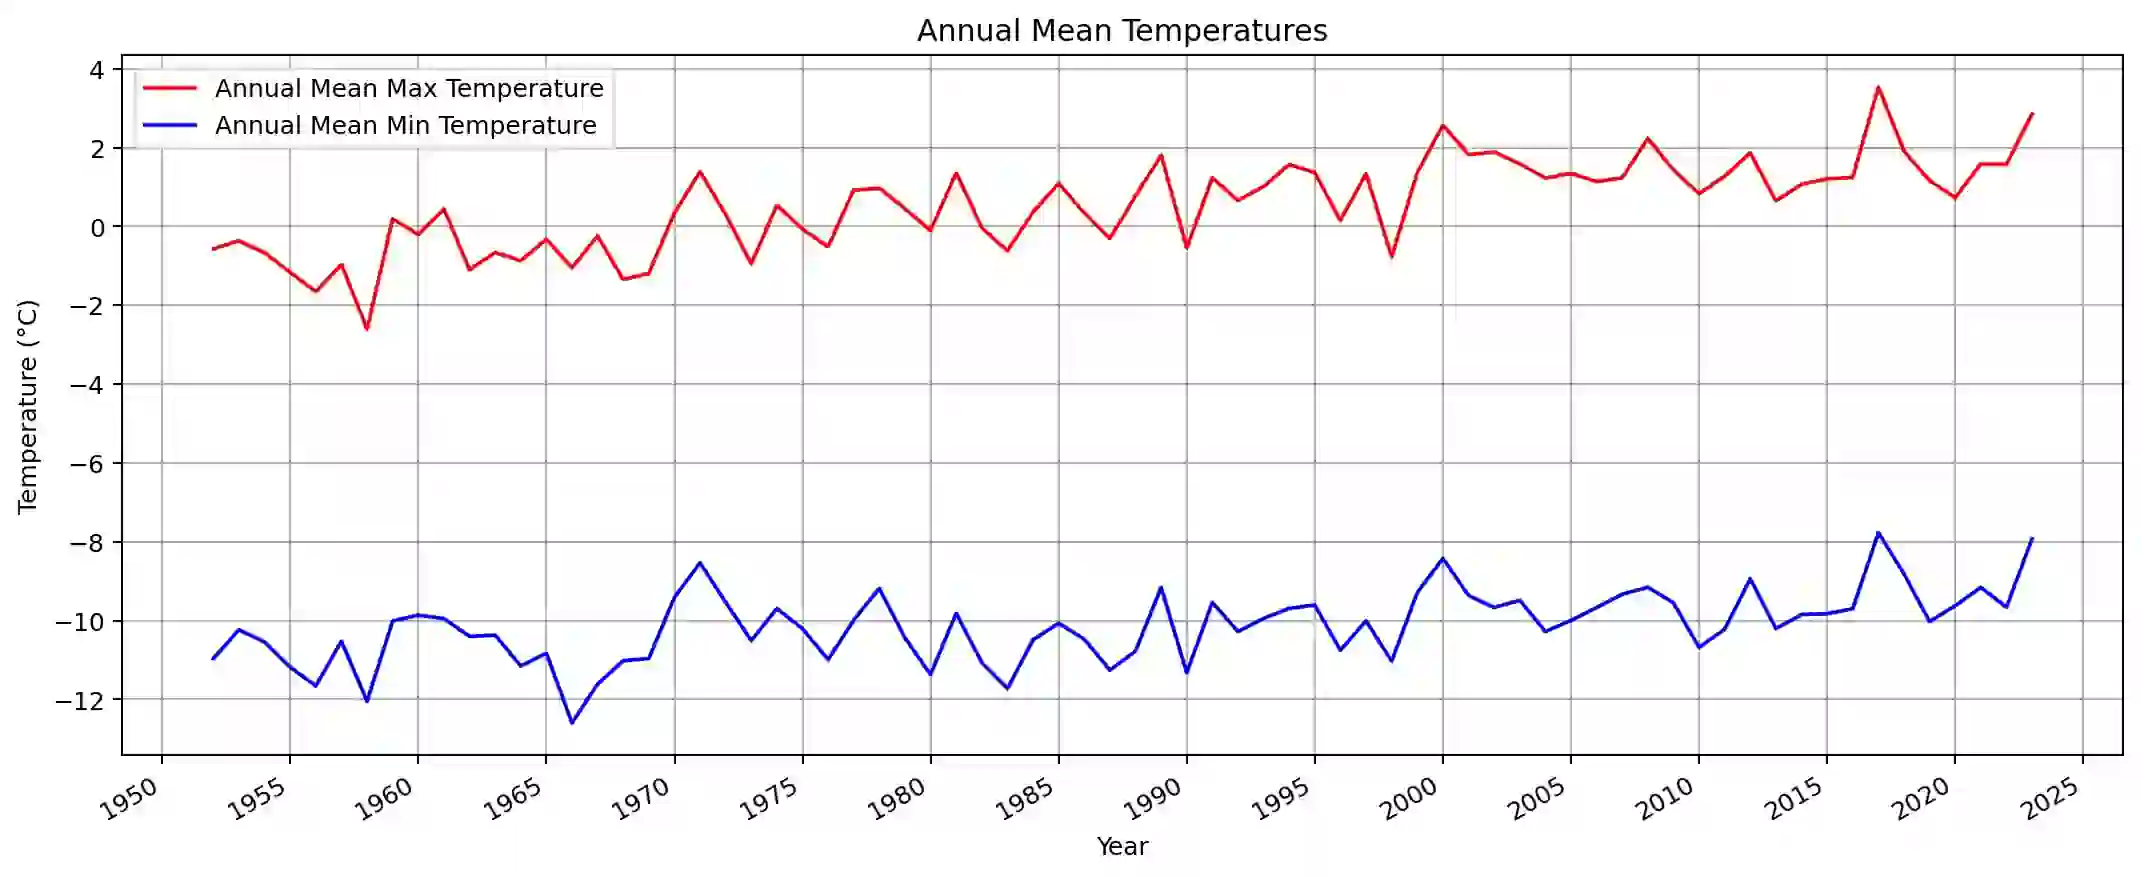 Annual Mean Temperatures
4
Annual Mean Max Temperature
Annual Mean Min Temperature
2
0
−2
−4
−6
−8
−10
−12
Temperature (°C)
1950 1955 1960 1965 1970 1975 1980 1985 1990 1995 2000 2005 2010 2015 2020 2025
Year